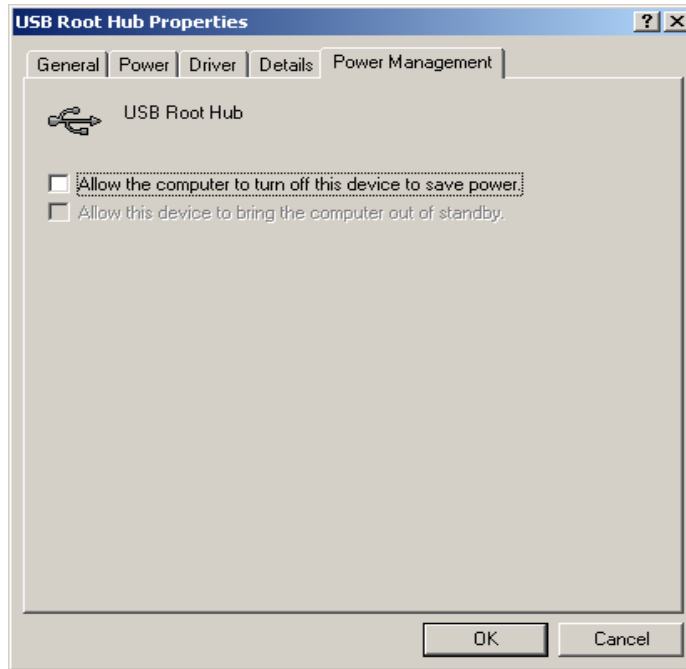 USB Root Hub Properties
General Power Driver Details Power Management
USB Root Hub
Allow the computer to turn off this device to save power.
Allow this device to bring the computer out of standby.
OK Cancel